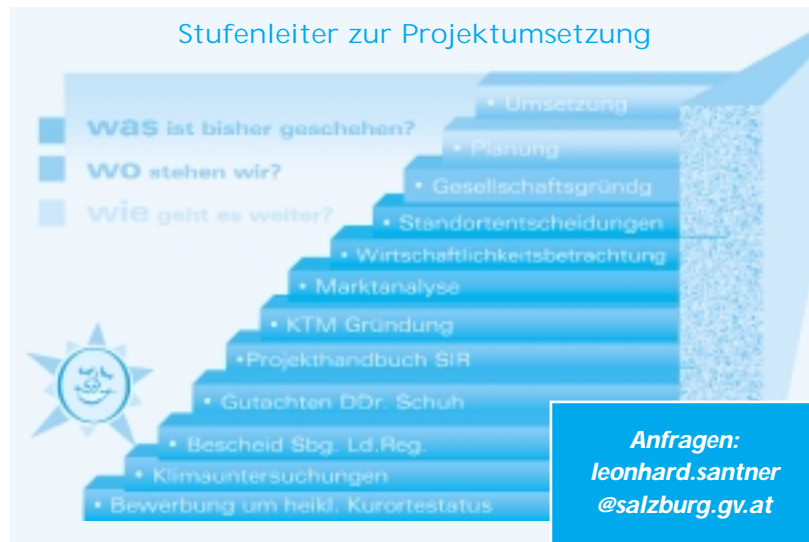 Stufenleiter zur Projektumsetzung
was ist bisher geschehen?
wo stehen wir?
wie geht es weiter?
• Umsetzung
• Planung
• Gesellschaftsgründg
• Standortentscheidungen
• Wirtschaftlichkeitsbetrachtung
• Marktanalyse
• KTM Gründung
•Projekthandbuch SIR
• Gutachten DDr. Schuh
• Bescheid Sbg. Ld.Reg.
• Klimauntersuchungen
• Bewerbung um heikl. Kurortestatus
Anfragen:
leonhard.santner
@salzburg.gv.at